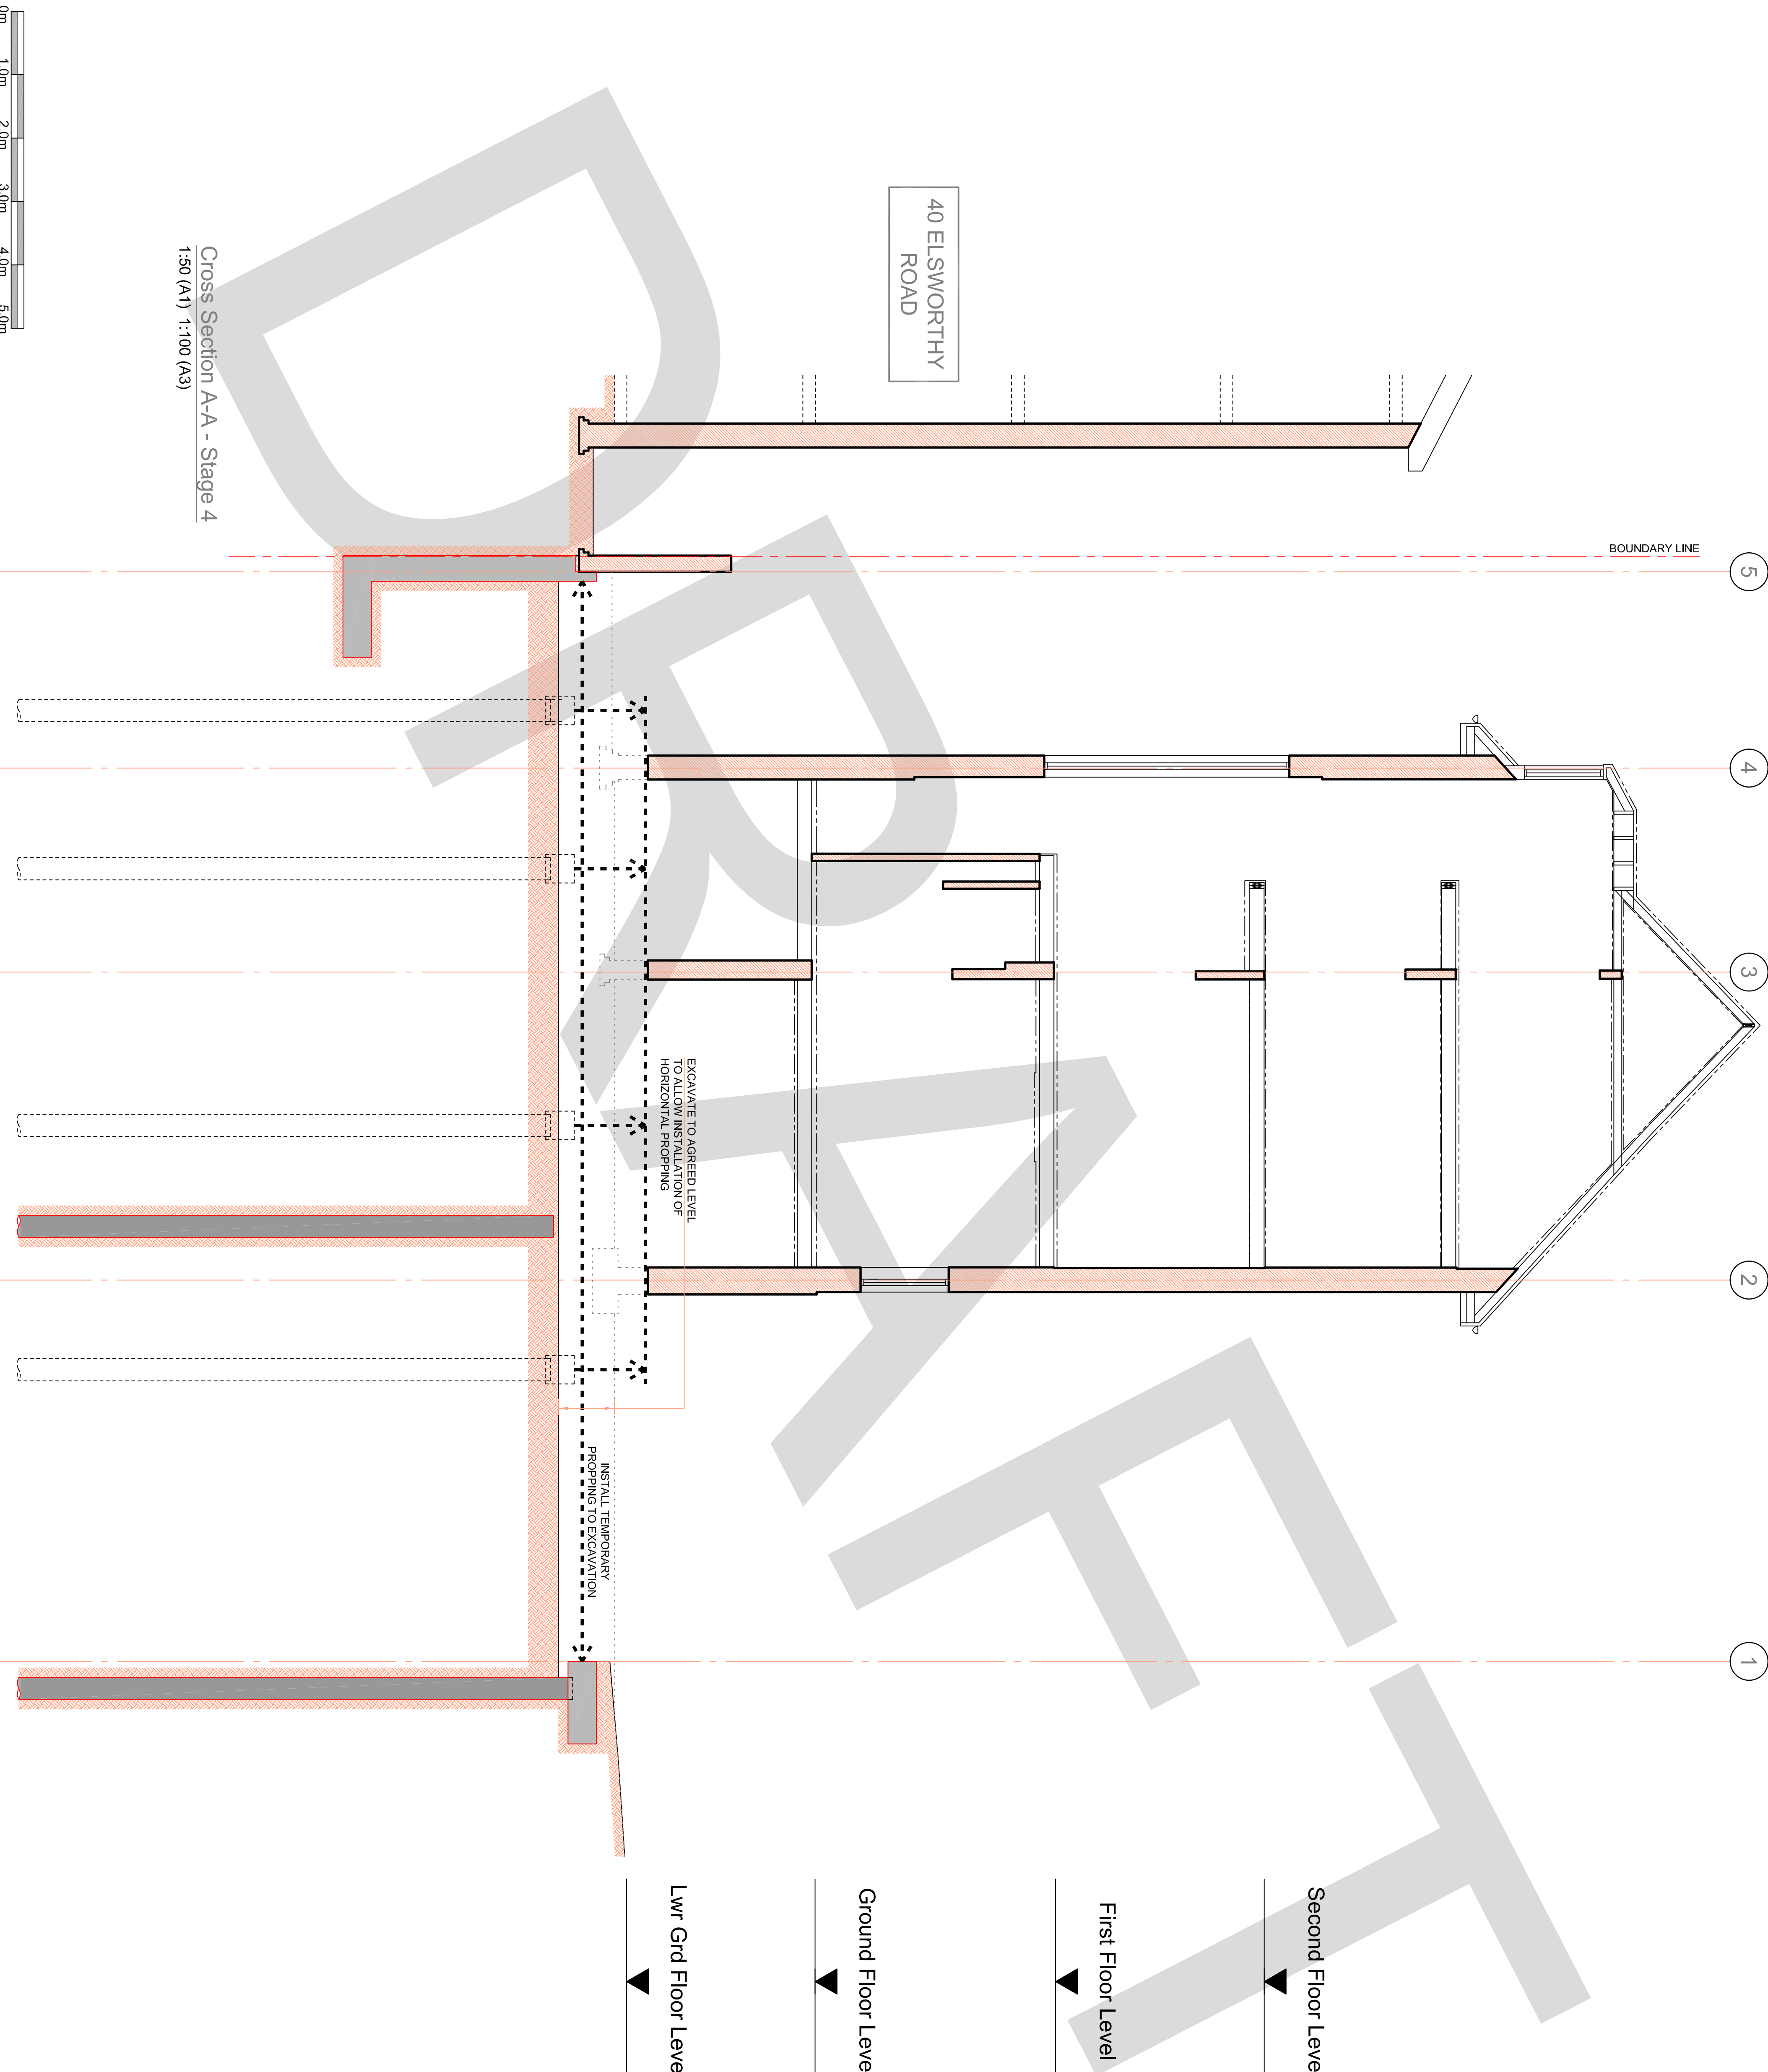 5
4
3
2
1
BOUNDARY LINE
40 ELSWORTHY
ROAD
EXCAVATE TO AGREED LEVEL
TO ALLOW INSTALLATION OF
HORIZONTAL PROPPING
INSTALL TEMPORARY
PROPPING TO EXCAVATION
Second Floor Leve
First Floor Level
Ground Floor Leve
Lwr Grd Floor Leve
Cross Section A-A - Stage 4
1:50 (A1) 1:100 (A3)
0m 1.0m 2.0m 3.0m 4.0m 5.0m
DRAFT